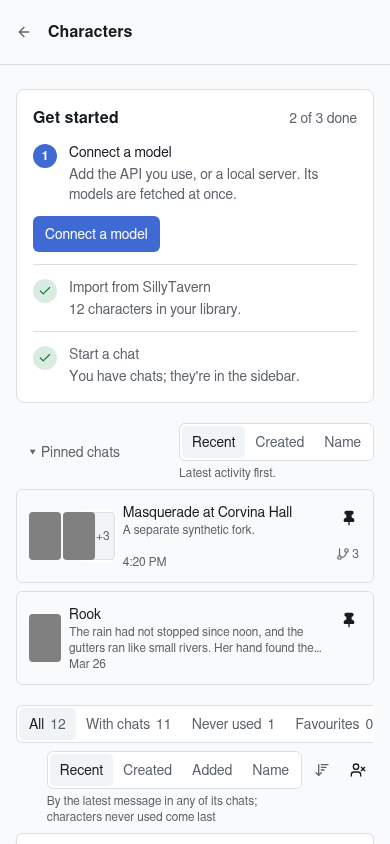 Characters
Get started
2 of 3 done
1
Connect a model
Add the API you use, or a local server. Its
models are fetched at once.
Connect a model
Import from SillyTavern
12 characters in your library.
Start a chat
You have chats; they're in the sidebar.
Pinned chats
Recent Created Name
Latest activity first.
+3
Masquerade at Corvina Hall
A separate synthetic fork.
4:20 PM
3
Rook
The rain had not stopped since noon, and the
gutters ran like small rivers. Her hand found the...
Mar 26
All 12 With chats 11 Never used 1 Favourites 0
Recent Created Added Name
By the latest message in any of its chats;
characters never used come last